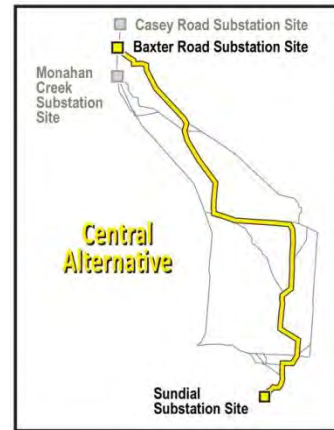 Casey Road Substation Site
Baxter Road Substation Site
Monahan
Creek Substation
Site
Central
Alternative
Sundial
Substation Site